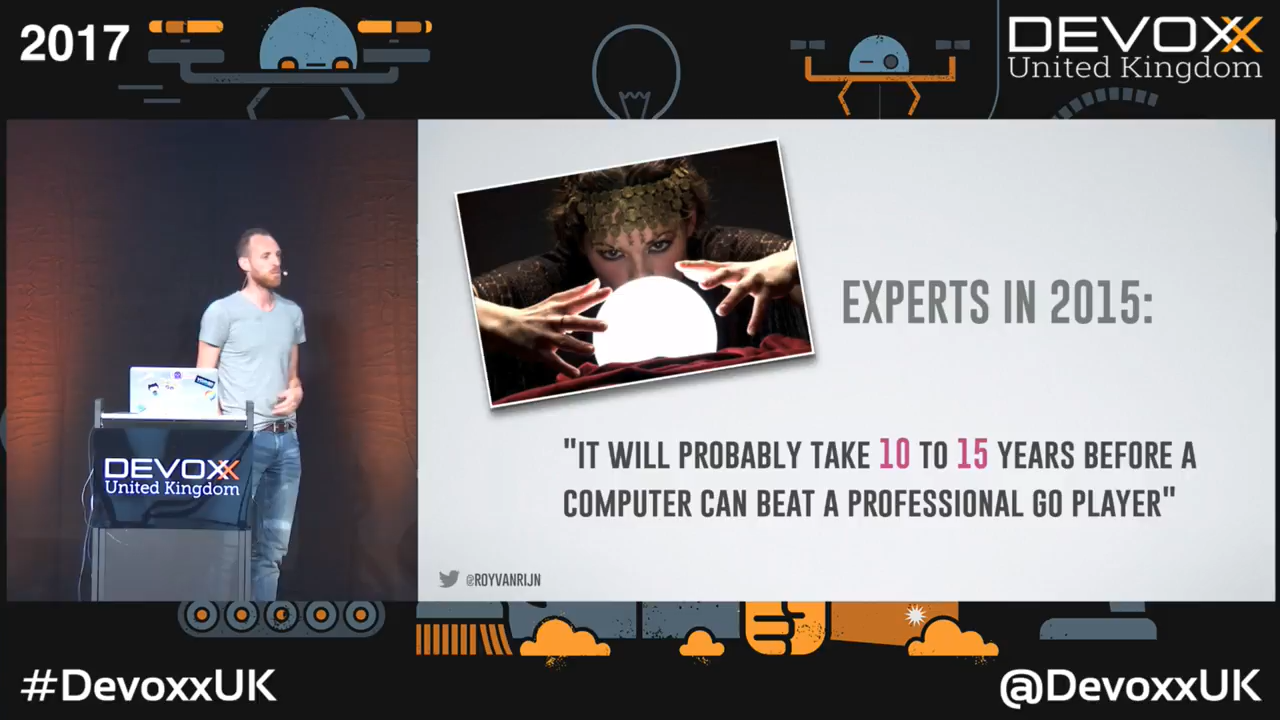 2017
DEVOXX
United Kingdom
EXPERTS IN 2015:
"IT WILL PROBABLY TAKE 10 TO 15 YEARS BEFORE A
COMPUTER CAN BEAT A PROFESSIONAL GO PLAYER"
@ROYVANRIJN
DEVOXX
United Kingdom
#DevoxxUK
@DevoxxUK